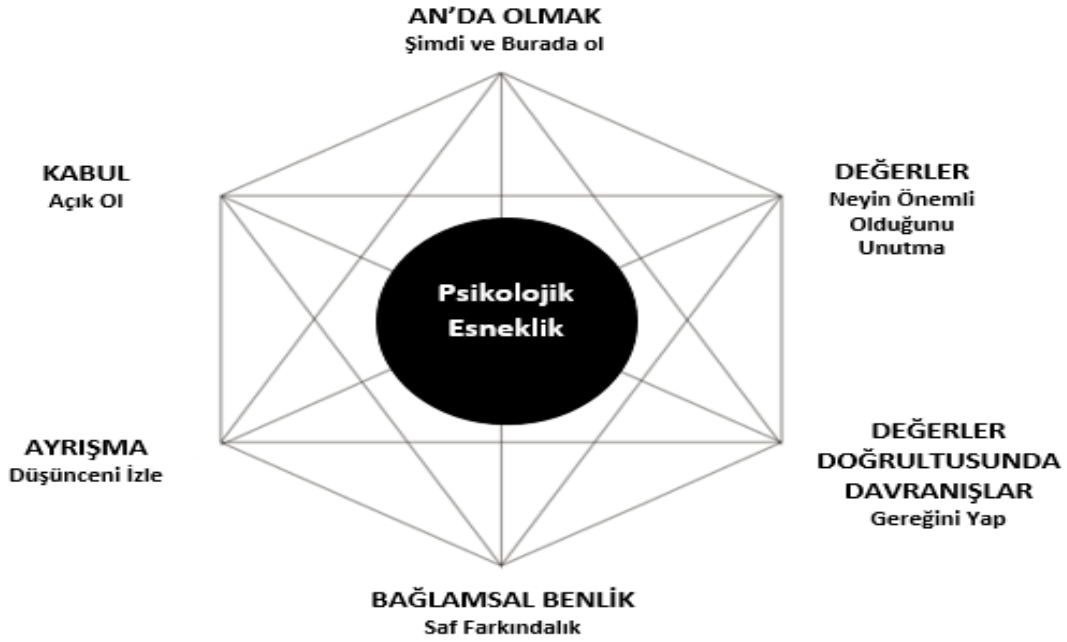 AN’DA OLMAK
Şimdi ve Burada ol
KABUL
Açık Ol
DEĞERLER
Neyin Önemli
Olduğunu
Unutma
Psikolojik
Esneklik
AYRIŞMA
Düşünceni İzle
DEĞERLER
DOĞRULTUSUNDA
DAVRANIŞLAR
Gereğini Yap
BAĞLAMSAL BENLİK
Saf Farkındalık